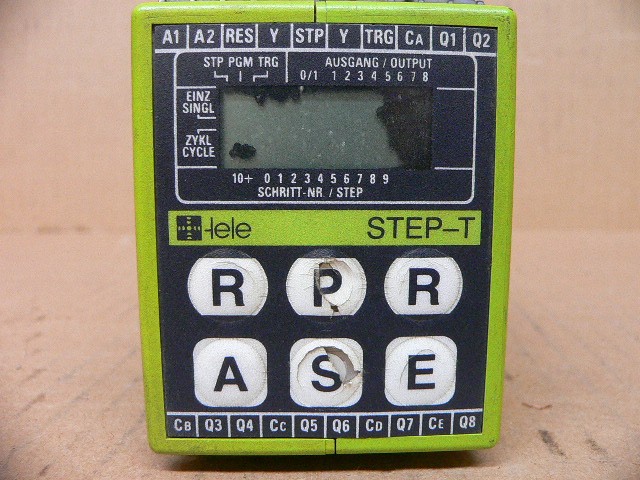 A1 A2 RES Y STP Y TRG CA Q1 Q2
STP PGM TRG AUSGANG / OUTPUT
0/1 1 2 3 4 5 6 7 8
EINZ
SINGL
ZYKL
CYCLE
10+ 0 1 2 3 4 5 6 7 8 9
SCHRITT-NR. / STEP
tele STEP-T
R P R
A S E
CB Q3 Q4 CC Q5 Q6 CD Q7 CE Q8